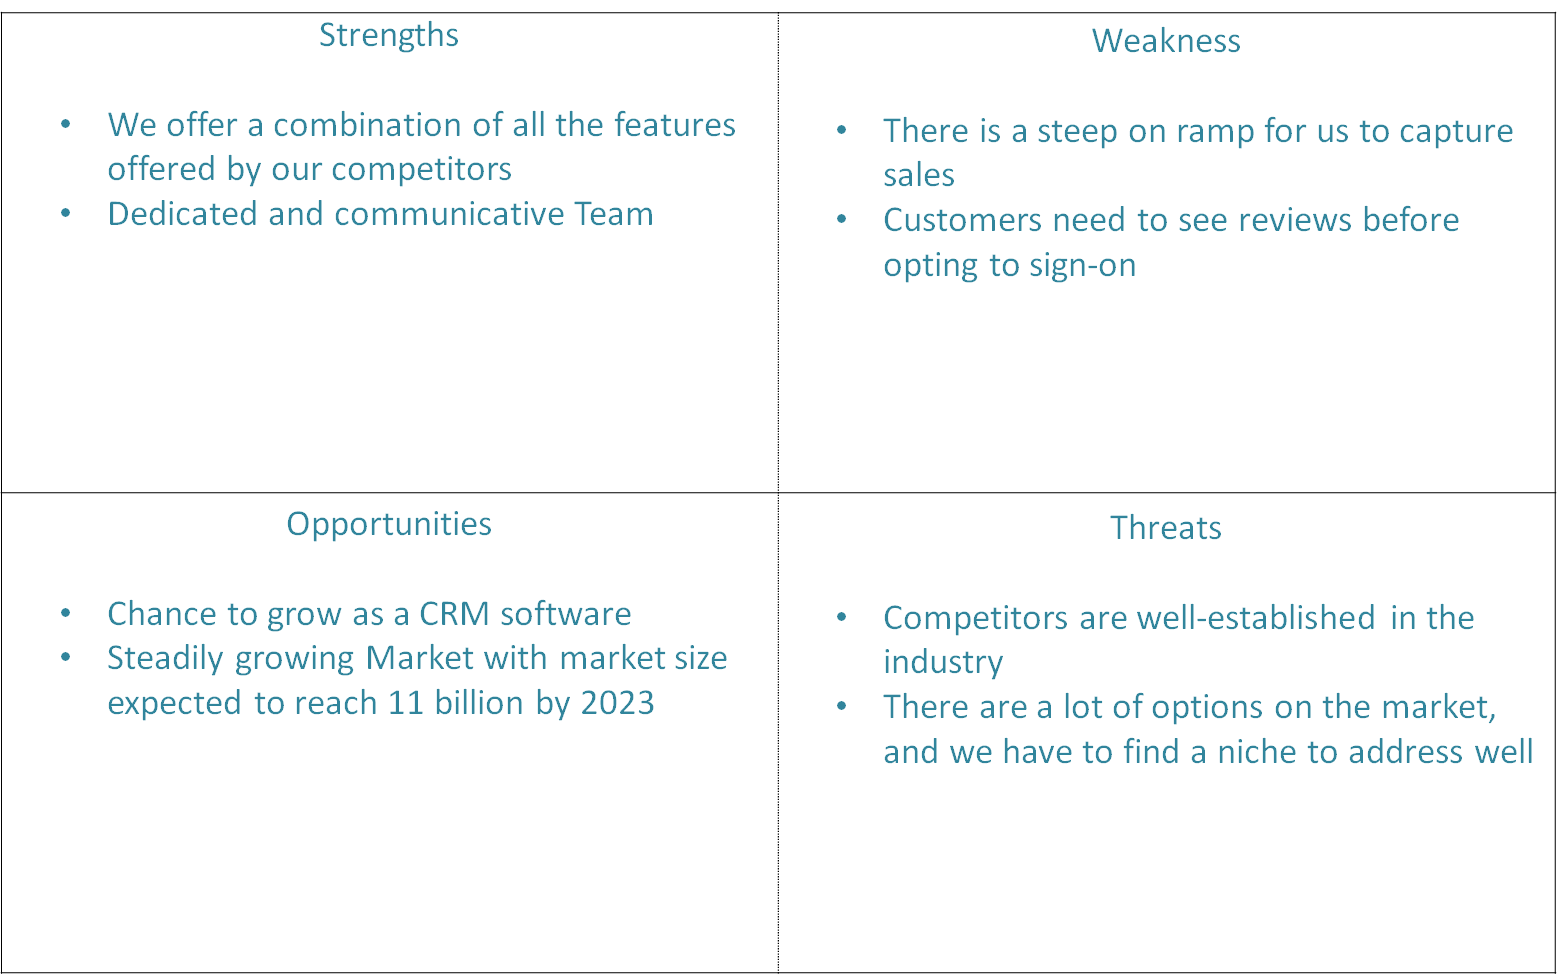 Strengths
• We offer a combination of all the features
offered by our competitors
• Dedicated and communicative Team
Weakness
• There is a steep on ramp for us to capture
sales
• Customers need to see reviews before
opting to sign-on
Opportunities
• Chance to grow as a CRM software
• Steadily growing Market with market size
expected to reach 11 billion by 2023
Threats
• Competitors are well-established in the
industry
• There are a lot of options on the market,
and we have to find a niche to address well